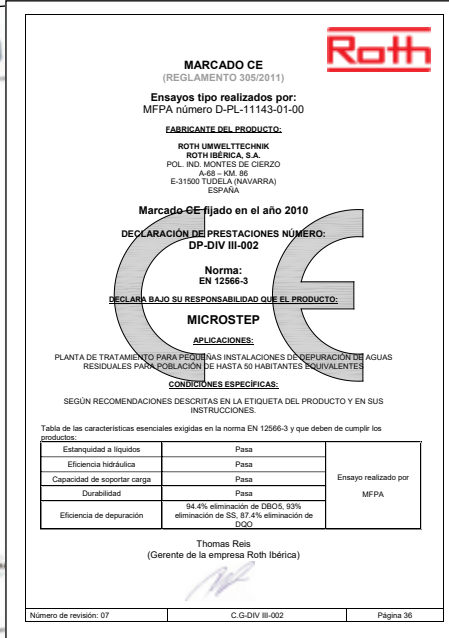 Roth
MARCADO CE
(REGLAMENTO 305/2011)
Ensayos tipo realizados por:
MFPA número D-PL-11143-01-00
FABRICANTE DEL PRODUCTO:
ROTH UMWELTTECHNIK
ROTH IBÉRICA, S.A.
POL. IND. MONTES DE CIERZO
A-68 – KM. 86
E-31500 TUDELA (NAVARRA)
ESPAÑA
Marcado CE fijado en el año 2010
DECLARACIÓN DE PRESTACIONES NÚMERO:
DP-DIV III-002
Norma:
EN 12566-3
DECLARA BAJO SU RESPONSABILIDAD QUE EL PRODUCTO:
MICROSTEP
APLICACIONES:
PLANTA DE TRATAMIENTO PARA PEQUEÑAS INSTALACIONES DE DEPURACIÓN DE AGUAS
RESIDUALES PARA POBLACIÓN DE HASTA 50 HABITANTES EQUIVALENTES
CONDICIONES ESPECÍFICAS:
SEGÚN RECOMENDACIONES DESCRITAS EN LA ETIQUETA DEL PRODUCTO Y EN SUS
INSTRUCCIONES.
Tabla de las características esenciales exigidas en la norma EN 12566-3 y que deben de cumplir los
productos:
Estanquidad a líquidos Pasa
Eficiencia hidráulica Pasa
Capacidad de soportar carga Pasa
Durabilidad Pasa
Eficiencia de depuración 94.4% eliminación de DBO5, 93%
eliminación de SS, 87.4% eliminación de
DQO
Ensayo realizado por
MFPA
Thomas Reis
(Gerente de la empresa Roth Ibérica)
Número de revisión: 07 C.G-DIV III-002 Página 36